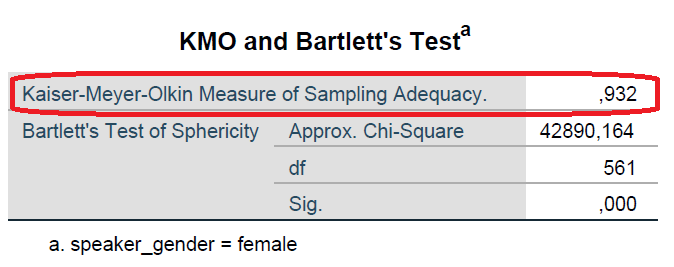 KMO and Bartlett's Testa
Kaiser-Meyer-Olkin Measure of Sampling Adequacy. ,932
Bartlett's Test of Sphericity Approx. Chi-Square 42890,164
df 561
Sig. ,000
a. speaker_gender = female